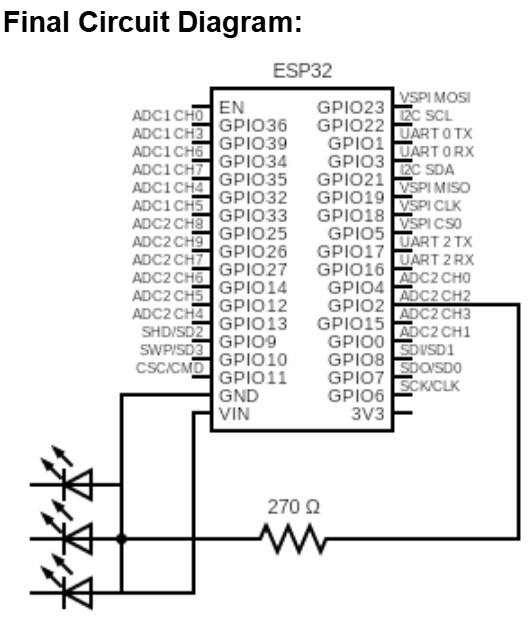 Final Circuit Diagram:
ESP32
VSPI MOSI
EN GPIO23
ADC1 CH0 I2C SCL
GPIO36 GPIO22
ADC1 CH3 UART 0 TX
GPIO39 GPIO1
ADC1 CH6 UART 0 RX
GPIO34 GPIO3
ADC1 CH7 I2C SDA
GPIO35 GPIO21
ADC1 CH4 VSPI MISO
GPIO32 GPIO19
ADC1 CH5 VSPI CLK
GPIO33 GPIO18
ADC2 CH8 VSPI CS0
GPIO25 GPIO5
ADC2 CH9 UART 2 TX
GPIO26 GPIO17
ADC2 CH7 UART 2 RX
GPIO27 GPIO16
ADC2 CH6 ADC2 CH0
GPIO14 GPIO4
ADC2 CH5 ADC2 CH2
GPIO12 GPIO2
ADC2 CH4 ADC2 CH3
GPIO13 GPIO15
SHD/SD2 ADC2 CH1
GPIO9 GPIO0
SWP/SD3 SDI/SD1
GPIO10 GPIO8
CSC/CMD SDO/SD0
GPIO11 GPIO7
SCK/CLK
GND GPIO6
VIN 3V3
270 Ω